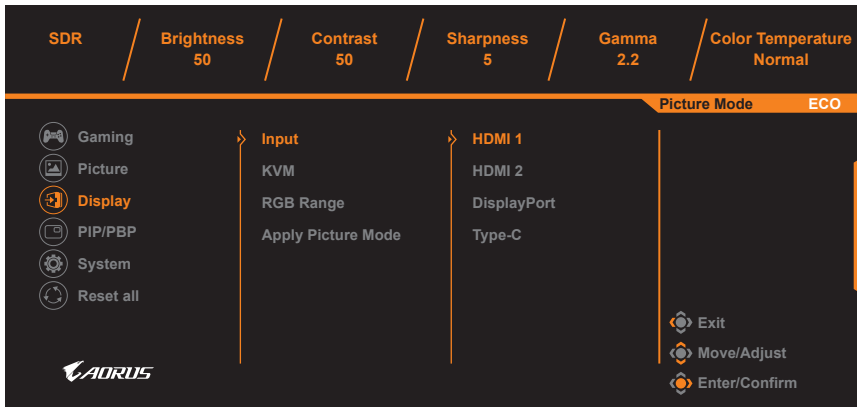 SDR
Brightness
50
Contrast
50
Sharpness
5
Gamma
2.2
Color Temperature
Normal
Picture Mode ECO
Gaming
Picture
Display
PIP/PBP
System
Reset all
Input
KVM
RGB Range
Apply Picture Mode
HDMI 1
HDMI 2
DisplayPort
Type-C
Exit
Move/Adjust
Enter/Confirm
AORUS